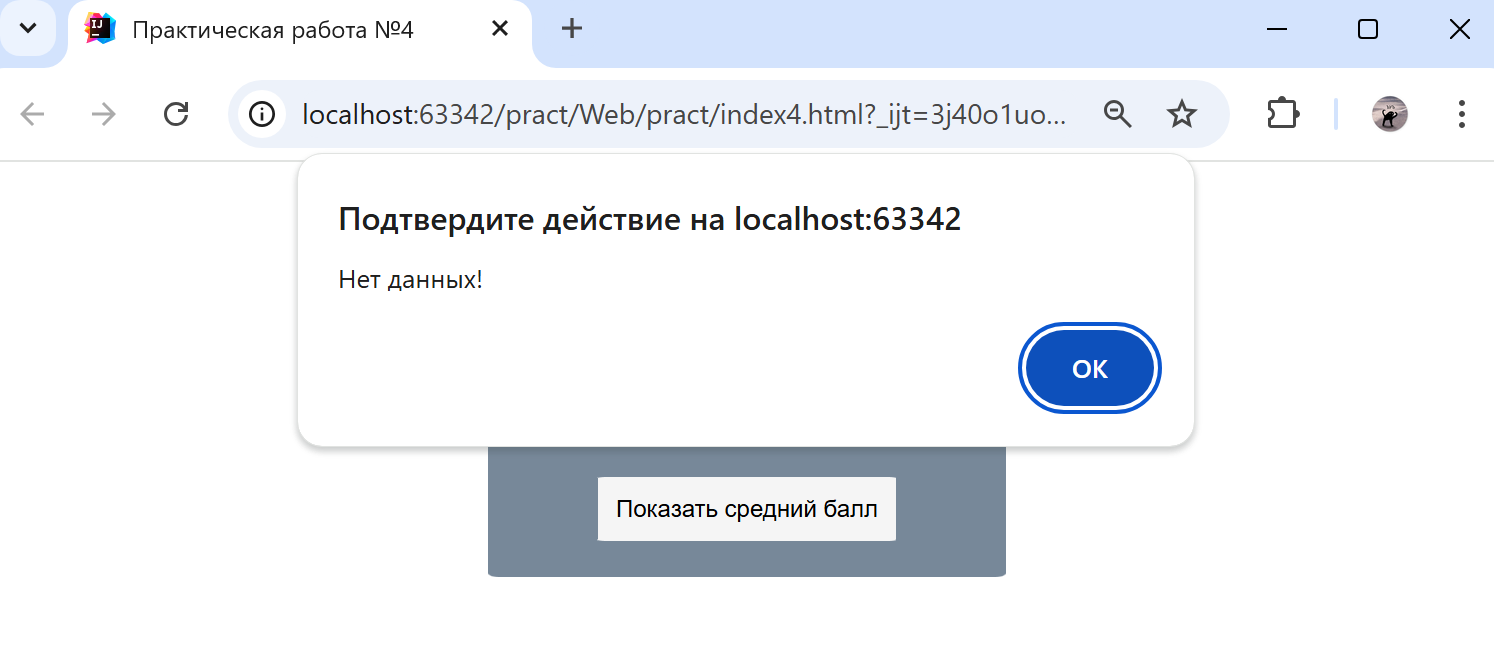 Практическая работа №4
localhost:63342/pract/Web/pract/index4.html?_ijt=3j40o1uo...
Подтвердите действие на localhost:63342
Нет данных!
ОК
Показать средний балл